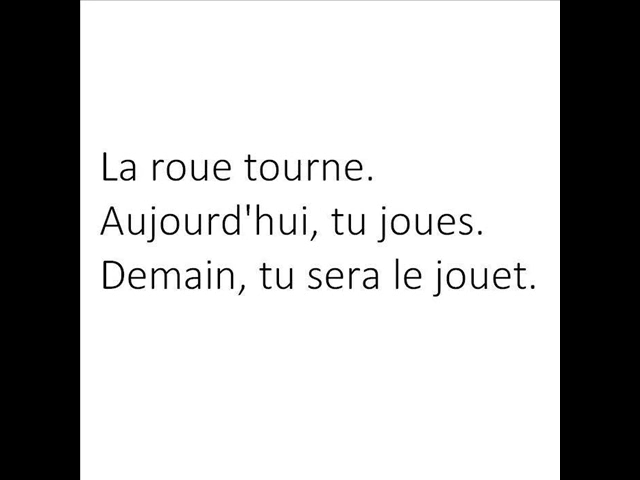 La roue tourne.
Aujourd'hui, tu joues.
Demain, tu sera le jouet.